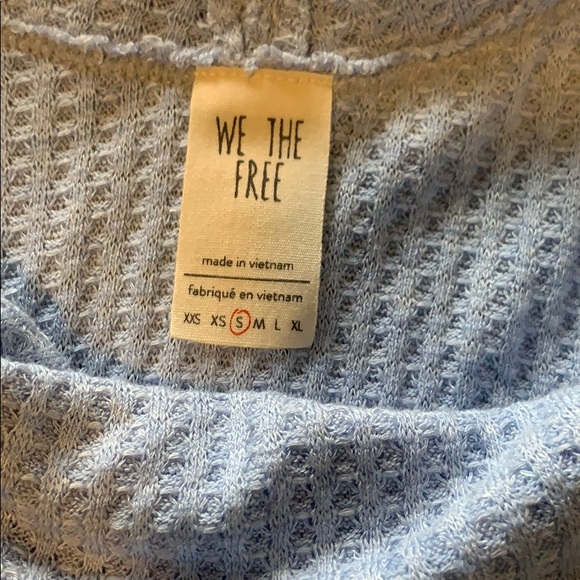 WE THE
FREE
made in vietnam
fabriqué en vietnam
XXS XS S M L XL